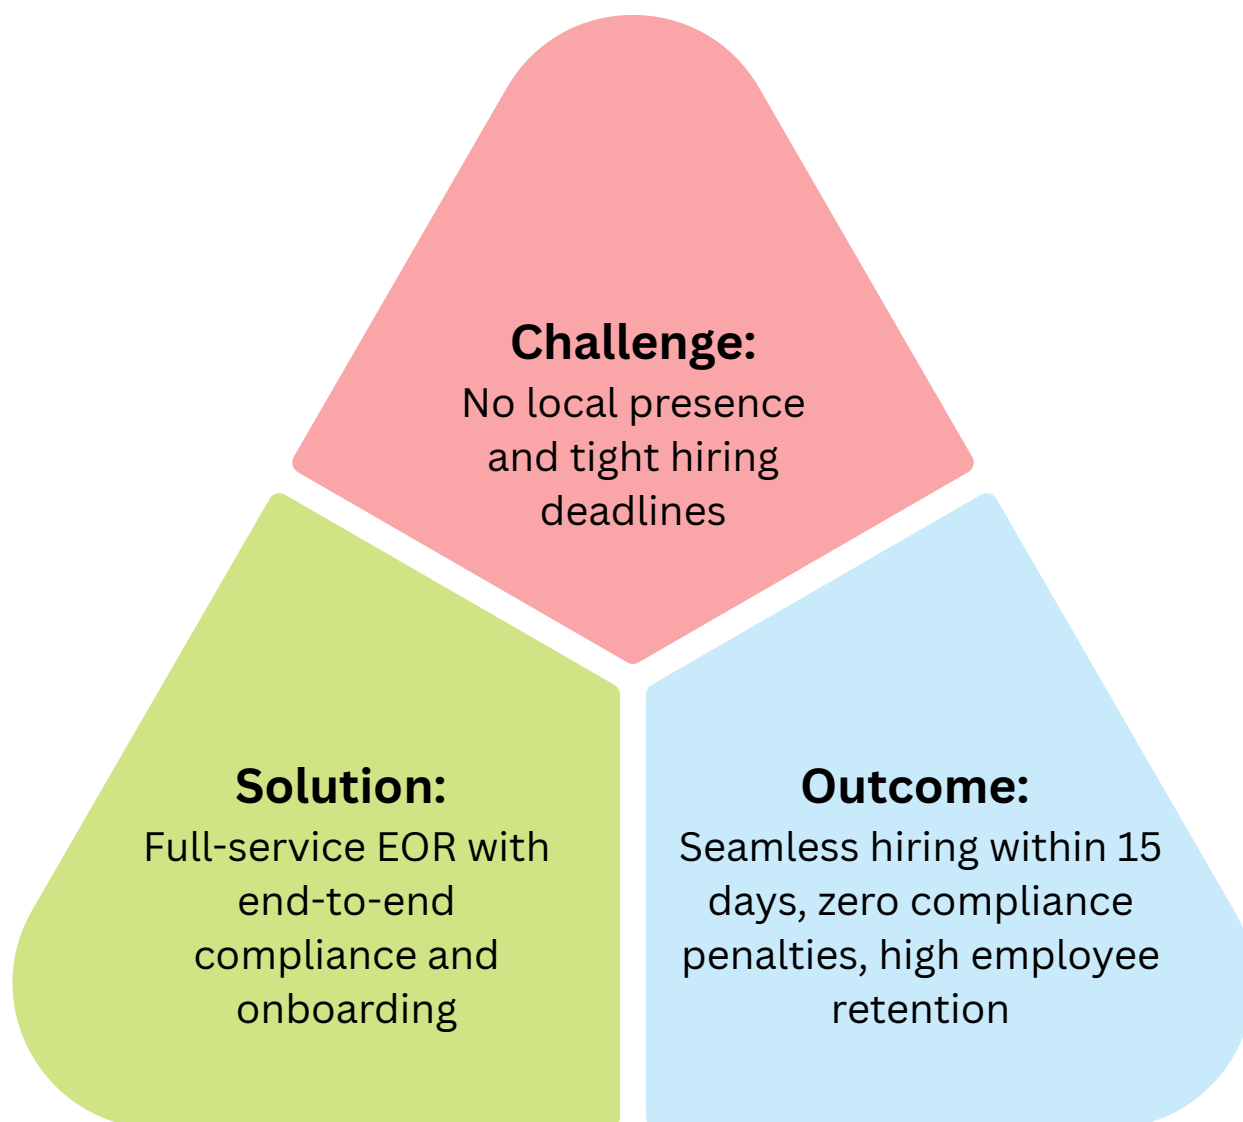 Challenge:
No local presence
and tight hiring
deadlines
Solution:
Full-service EOR with
end-to-end
compliance and
onboarding
Outcome:
Seamless hiring within 15
days, zero compliance
penalties, high employee
retention